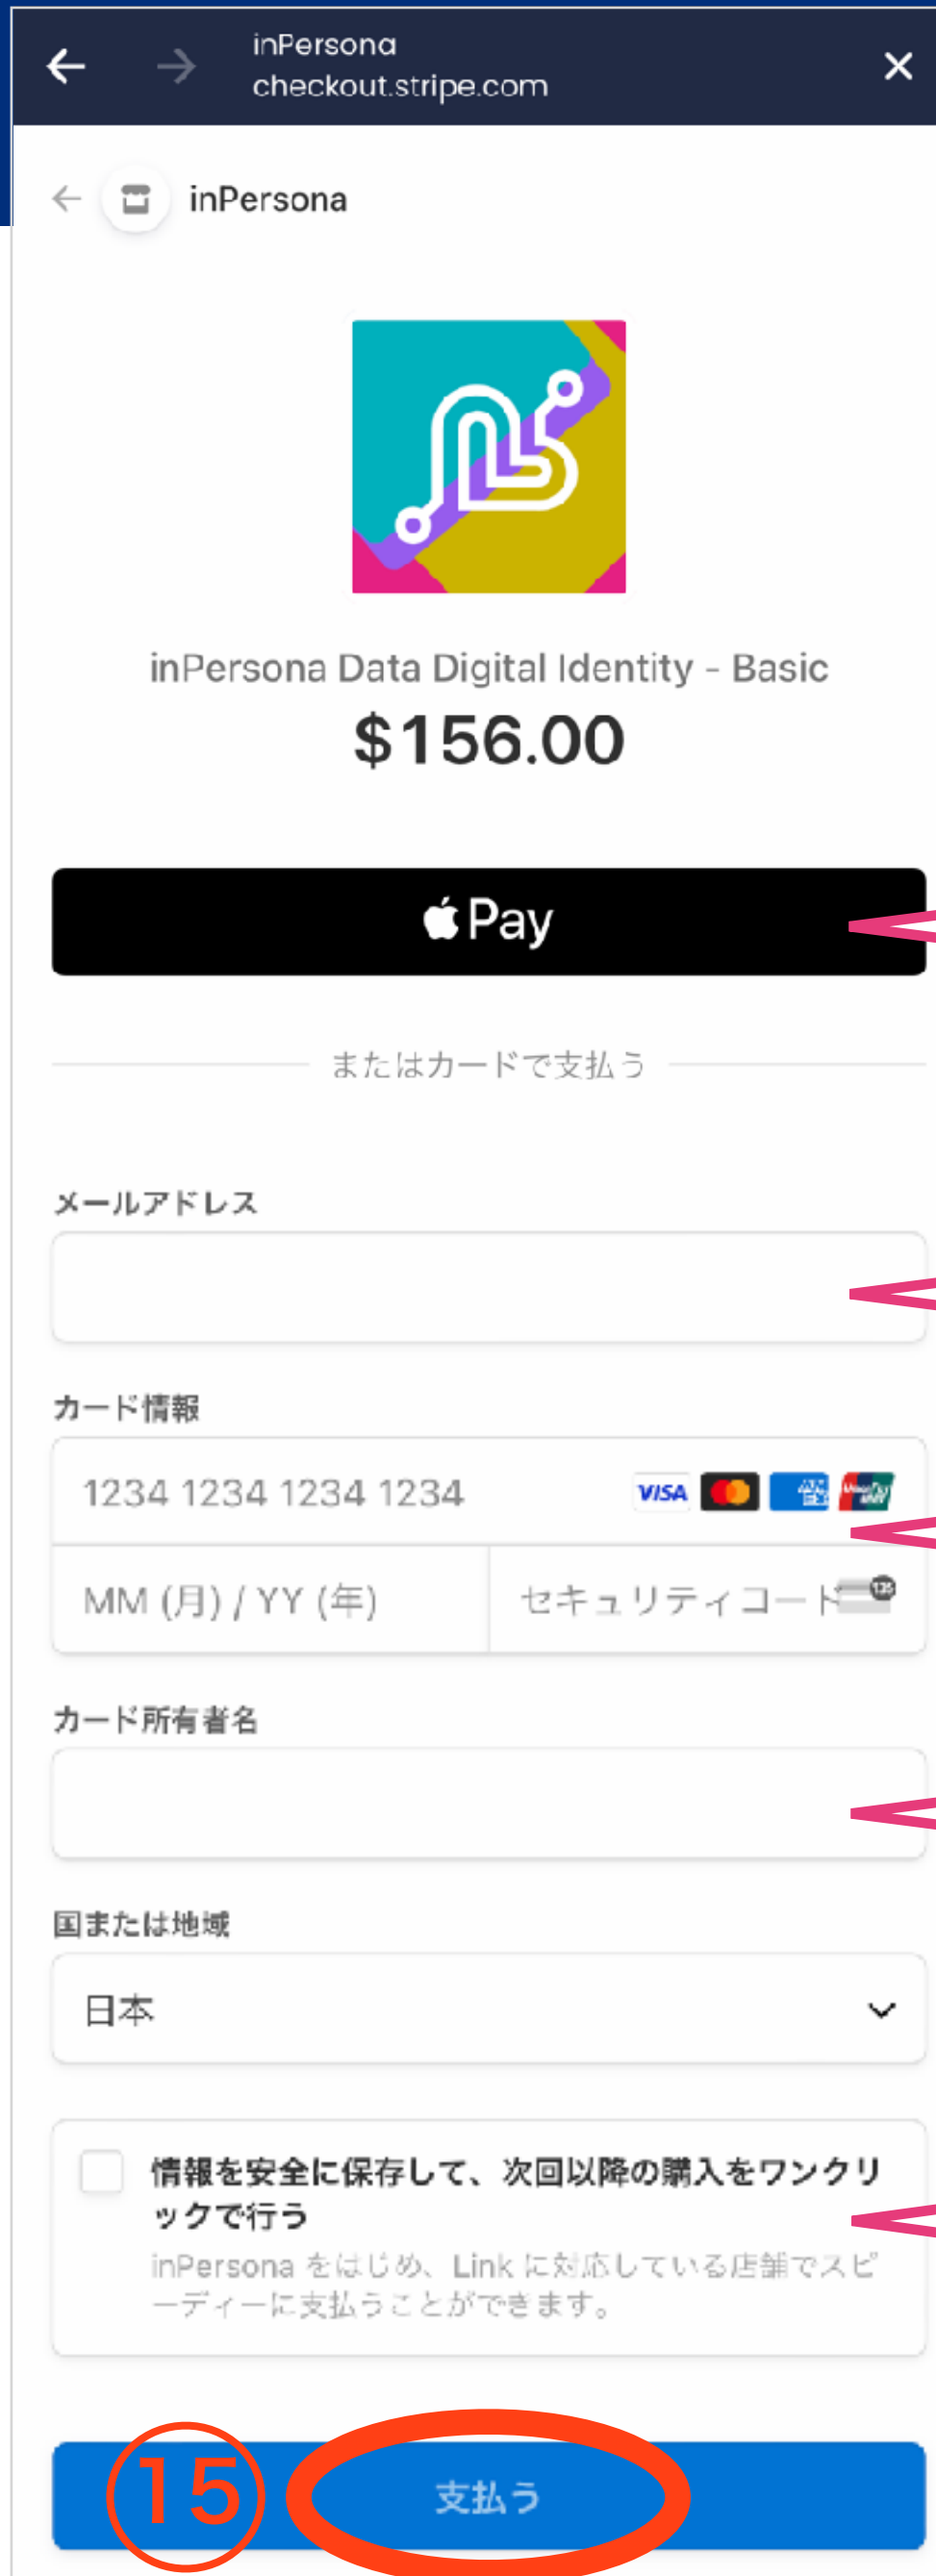 inPersona
checkout.stripe.com
inPersona
inPersona Data Digital Identity - Basic
$156.00
Pay
またはカードで支払う
メールアドレス
カード情報
1234 1234 1234 1234
VISA
MM (月) / YY (年)
セキュリティコード
135
カード所有者名
国または地域
日本
情報を安全に保存して、次回以降の購入をワンクリ
ックで行う
inPersona をはじめ、Link に対応している店舗でスピ
ーディーに支払うことができます。
15
支払う